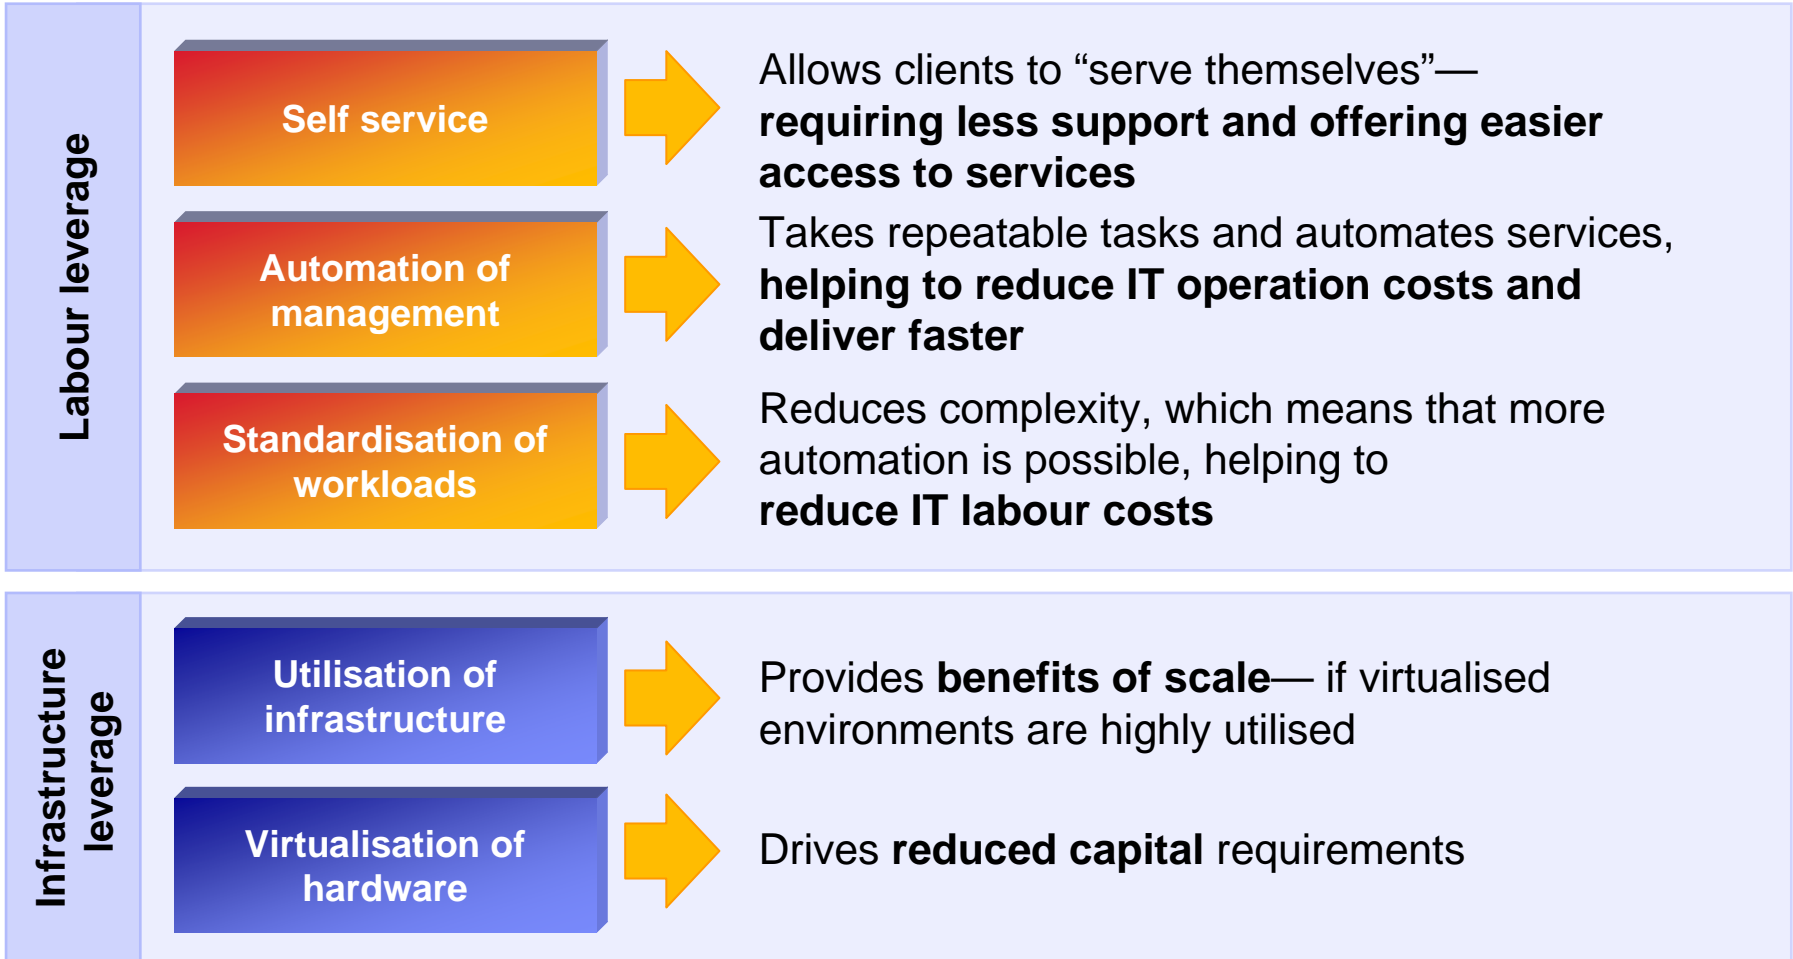 Labour leverage
Self service
Allows clients to “serve themselves”—
requiring less support and offering easier
access to services
Automation of
management
Takes repeatable tasks and automates services,
helping to reduce IT operation costs and
deliver faster
Standardisation of
workloads
Reduces complexity, which means that more
automation is possible, helping to
reduce IT labour costs
Infrastructure
leverage
Utilisation of
infrastructure
Provides benefits of scale— if virtualised
environments are highly utilised
Virtualisation of
hardware
Drives reduced capital requirements